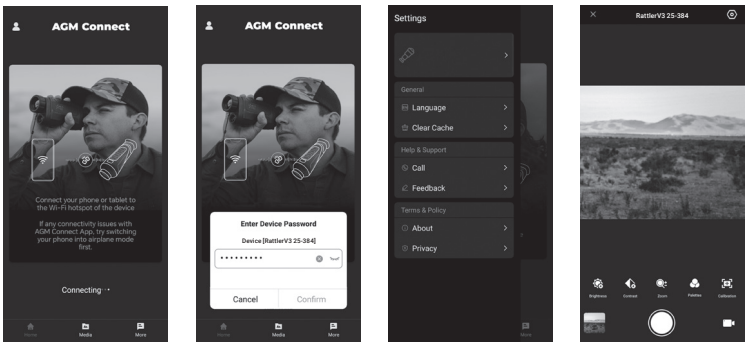 AGM Connect
Connect your phone or tablet to
the Wi-Fi hotspot of the device
If any connectivity issues with
AGM Connect App, try switching
your phone into airplane mode
first.
Connecting···
Home
Media
More
AGM Connect
Enter Device Password
Device [RattlerV3 25-384]
•••••••••
Cancel
Confirm
Home
Media
More
Settings
General
Language
Clear Cache
Help & Support
Call
Feedback
Terms & Policy
About
Privacy
More
RattlerV3 25-384
Brightness
Contrast
Zoom
Palettes
Calibration